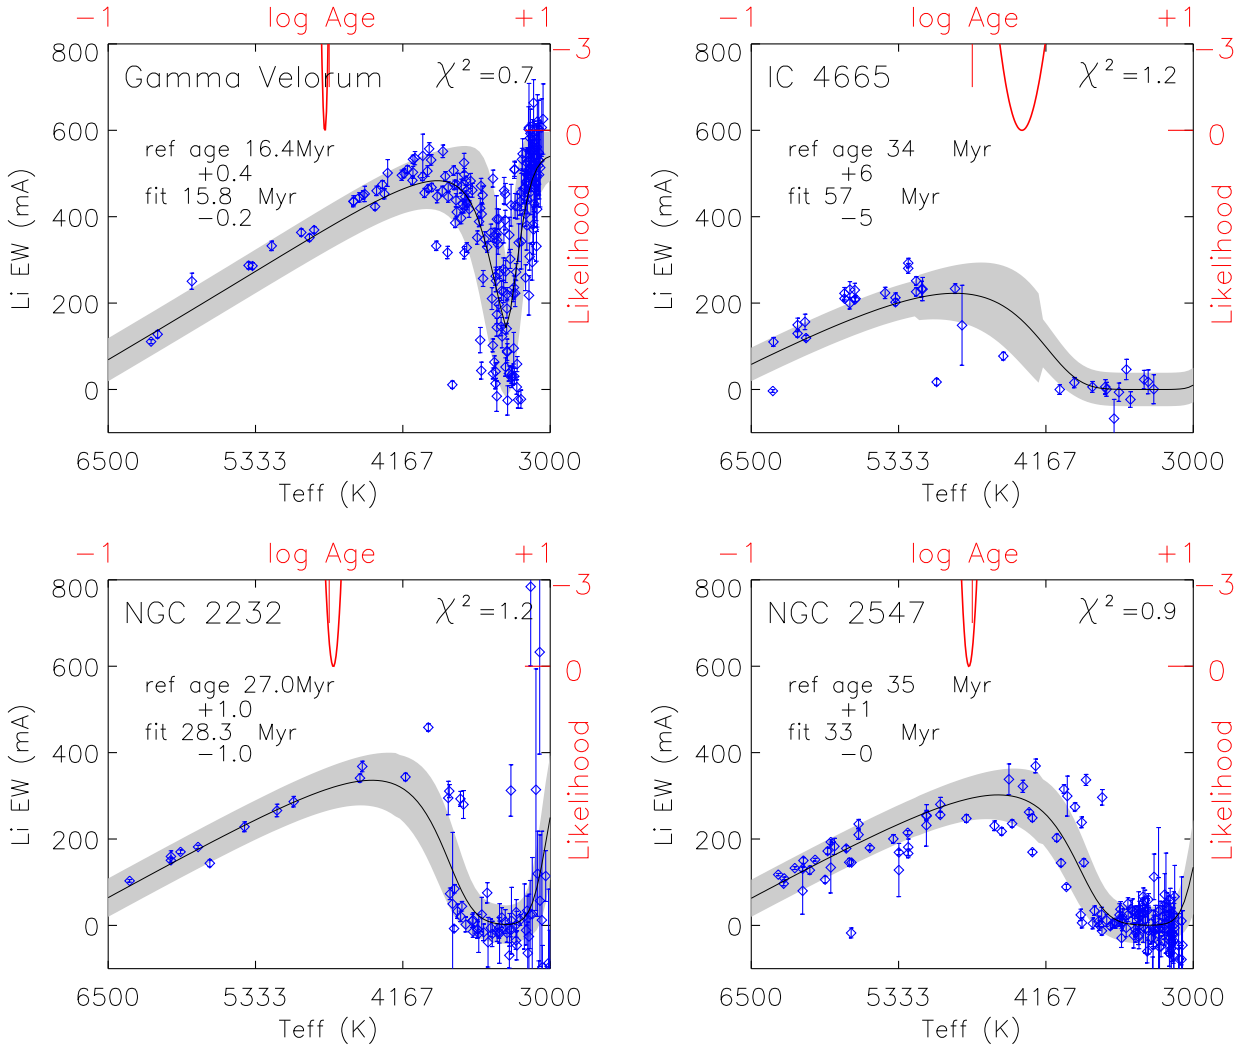 −1 log Age +1
800 −3
Gamma Velorum χ²=0.7
600 0
ref age 16.4Myr
+0.4
fit 15.8 Myr
−0.2
400
200
0
Li EW (mA)
Likelihood
6500 5333 4167 3000
Teff (K)
−1 log Age +1
800 −3
IC 4665 χ²=1.2
600 0
ref age 34 Myr
+6
fit 57 Myr
−5
400
200
0
Li EW (mA)
Likelihood
6500 5333 4167 3000
Teff (K)
−1 log Age +1
800 −3
NGC 2232 χ²=1.2
600 0
ref age 27.0Myr
+1.0
fit 28.3 Myr
−1.0
400
200
0
Li EW (mA)
Likelihood
6500 5333 4167 3000
Teff (K)
−1 log Age +1
800 −3
NGC 2547 χ²=0.9
600 0
ref age 35 Myr
+1
fit 33 Myr
−0
400
200
0
Li EW (mA)
Likelihood
6500 5333 4167 3000
Teff (K)